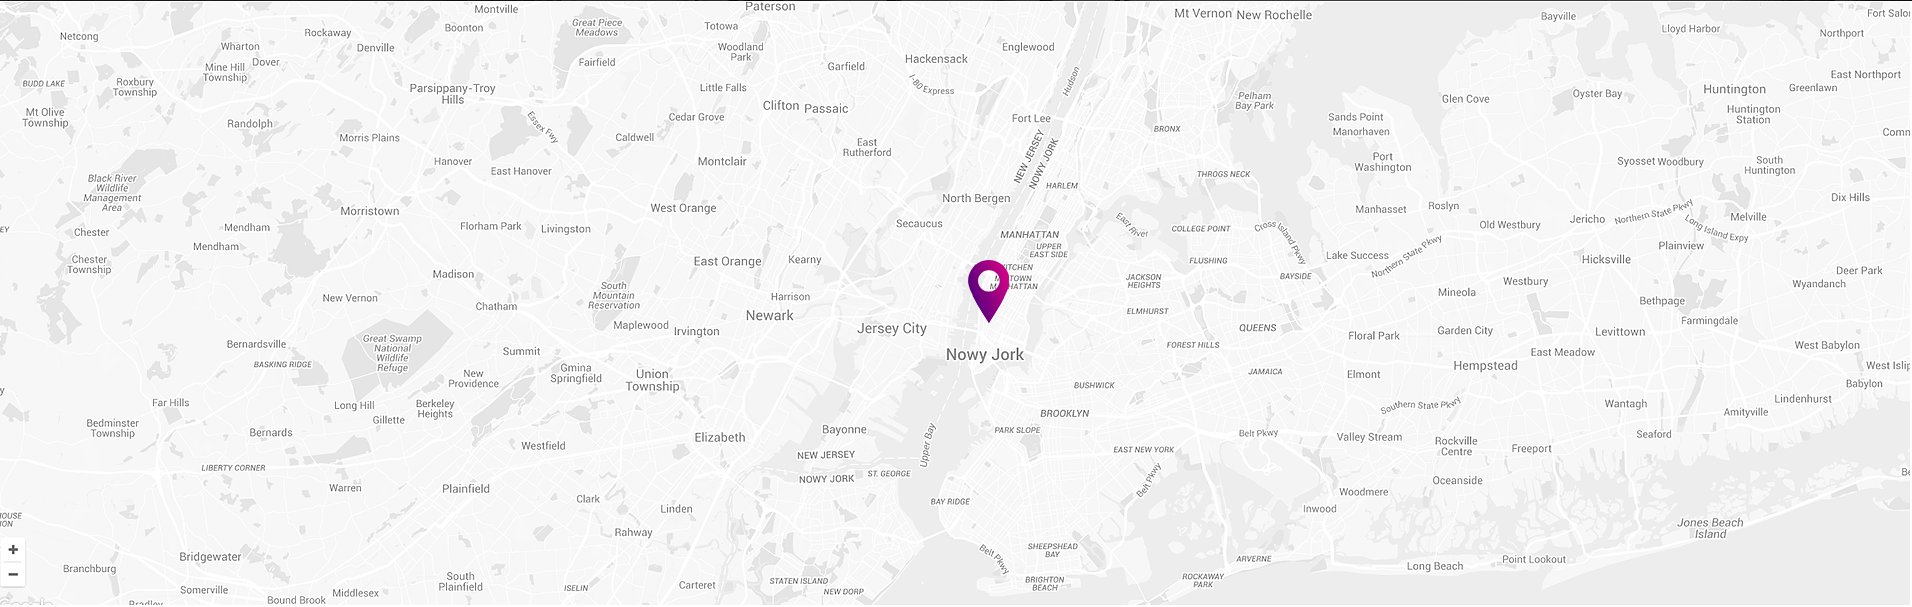 Montville
Paterson
Mt Vernon
New Rochelle
Bayville
Fort Salo
Netcong
Rockaway
Boonton
Great Piece
Meadows
Totowa
Lloyd Harbor
Northport
Wharton
Dover
Denville
Woodland
Park
Englewood
Hackensack
Fairfield
Garfield
Mine Hill
Township
BUDD LAKE
Roxbury
Township
Parsippany-Troy
Hills
Little Falls
I-80 Express
Hudson
East Northport
Greenlawn
Huntington
Glen Cove
Oyster Bay
Pelham
Bay Park
Clifton
Passaic
Mt Olive
Township
Randolph
Essex Fwy
Cedar Grove
Fort Lee
Sands Point
Manorhaven
Huntington
Station
Morris Plains
Caldwell
BRONX
Comm
East
Rutherford
NEW JERSEY
NOWY JORK
Hanover
East Hanover
Montclair
Port
Washington
Syosset
Woodbury
South
Huntington
Black River
Wildlife
Management
Area
THROGS NECK
HARLEM
North Bergen
Dix Hills
Morristown
West Orange
Manhasset
Roslyn
Jericho
Northern State Pkwy
Melville
Long Island Expy
Old Westbury
Mendham
Chester
Florham Park
Livingston
Secaucus
East River
COLLEGE POINT
Cross Island Pkwy
EY
Mendham
MANHATTAN
UPPER
EAST SIDE
Northern State Pkwy
Plainview
Chester
Township
East Orange
Kearny
FLUSHING
Lake Success
Hicksville
Madison
ITCHEN
TOWN
HATTAN
JACKSON
HEIGHTS
BAYSIDE
Westbury
Deer Park
Wyandanch
New Vernon
South
Mountain
Reservation
Harrison
Mineola
Bethpage
Chatham
Newark
ELMHURST
Farmingdale
Maplewood
Irvington
Jersey City
QUEENS
Floral Park
Garden City
Levittown
Great Swamp
National
Wildlife
Refuge
Bernardsville
Summit
Nowy Jork
FOREST HILLS
East Meadow
West Babylon
BASKING RIDGE
Gmina
Springfield
Union
Township
New
Providence
JAMAICA
Elmont
Hempstead
West Islip
Babylon
BUSHWICK
Far Hills
Long Hill
Berkeley
Heights
Southern State Pkwy
Wantagh
Lindenhurst
Gillette
BROOKLYN
Amityville
Bedminster
Township
Bernards
Elizabeth
Bayonne
Upper Bay
PARK SLOPE
Belt Pkwy
Valley Stream
Rockville
Centre
Freeport
Seaford
Westfield
NEW JERSEY
NOWY JORK
EAST NEW YORK
LIBERTY CORNER
ST. GEORGE
Belt Pkwy
Oceanside
Warren
Plainfield
Clark
Linden
BAY RIDGE
Woodmere
Inwood
HOUSE
ION
Rahway
Jones Beach
Island
+
−
Bridgewater
Belt Pkwy
SHEEPSHEAD
BAY
ARVERNE
Point Lookout
Long Beach
Branchburg
South
Plainfield
ISELIN
Carteret
STATEN ISLAND
NEW DORP
BRIGHTON
BEACH
ROCKAWAY
PARK
Somerville
Middlesex
Bound Brook
Bradley